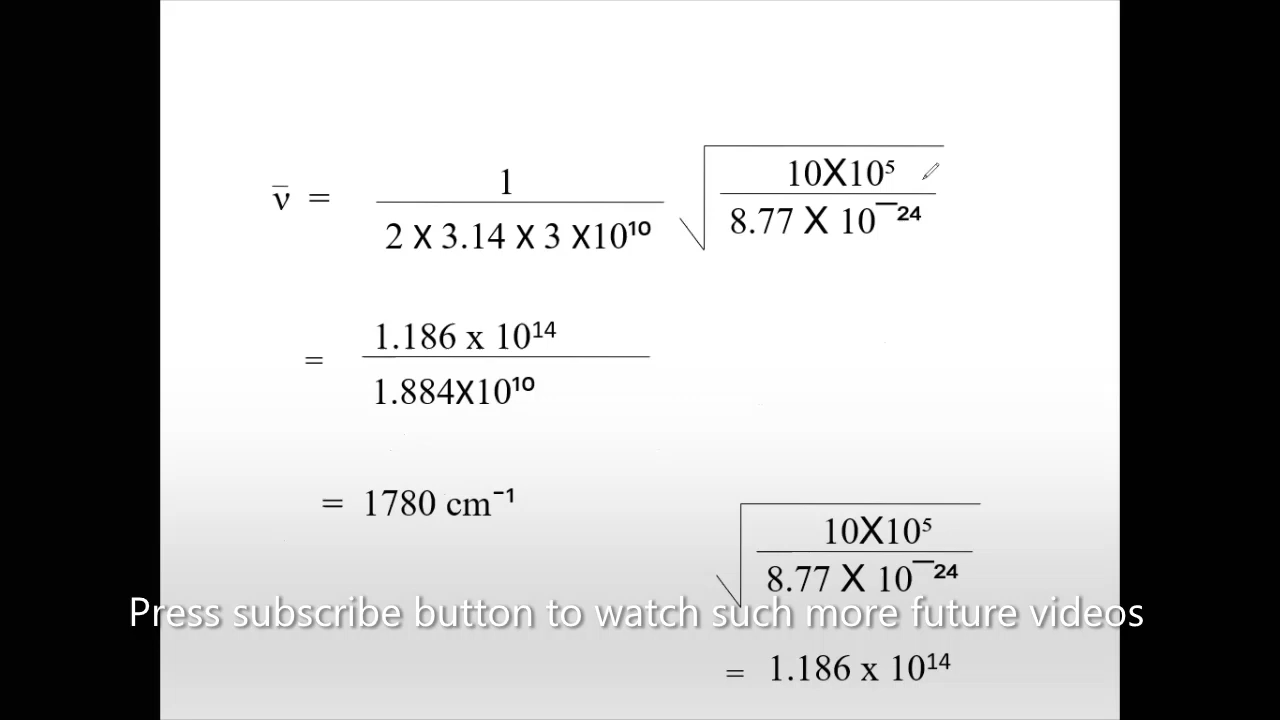 ν̅ = 1 / (2 X 3.14 X 3 X10¹⁰) √(10X10⁵ / 8.77 X 10⁻²⁴)
= 1.186 x 10¹⁴ / 1.884X10¹⁰
= 1780 cm⁻¹
√(10X10⁵ / 8.77 X 10⁻²⁴)
Press subscribe button to watch such more future videos
= 1.186 x 10¹⁴